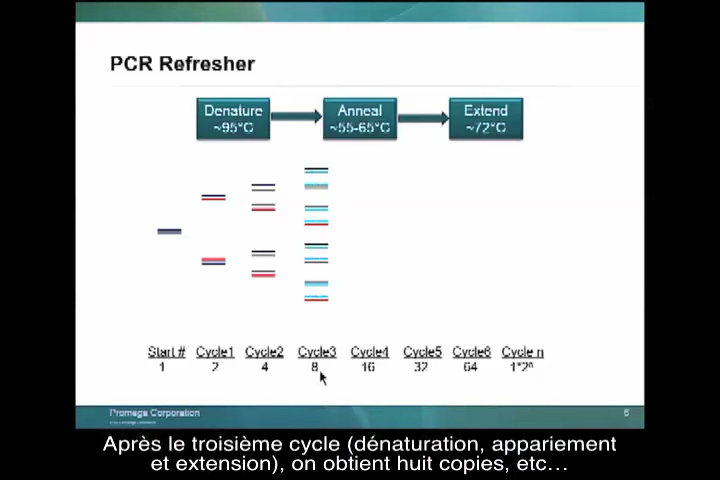 PCR Refresher
Denature
~95°C
Anneal
~55-65°C
Extend
~72°C
Start # Cycle1 Cycle2 Cycle3 Cycle4 Cycle5 Cycle6 Cycle n
1 2 4 8 16 32 64 1*2ⁿ
Promega Corporation 6
Après le troisième cycle (dénaturation, appariement
et extension), on obtient huit copies, etc...